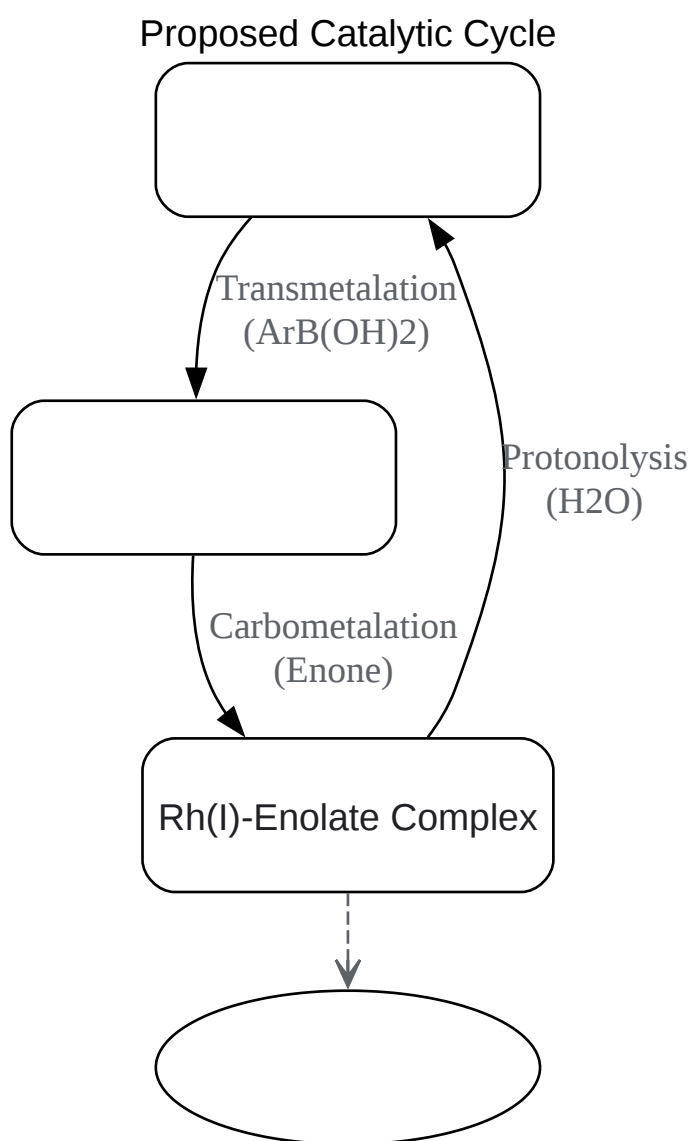 Proposed Catalytic Cycle
Transmetalation
(ArB(OH)2)
Protonolysis
(H2O)
Carbometalation
(Enone)
Rh(I)-Enolate Complex